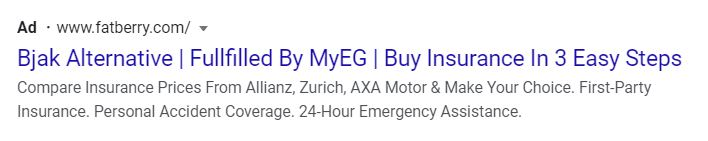 Ad · www.fatberry.com/
Bjak Alternative | Fullfilled By MyEG | Buy Insurance In 3 Easy Steps
Compare Insurance Prices From Allianz, Zurich, AXA Motor & Make Your Choice. First-Party
Insurance. Personal Accident Coverage. 24-Hour Emergency Assistance.